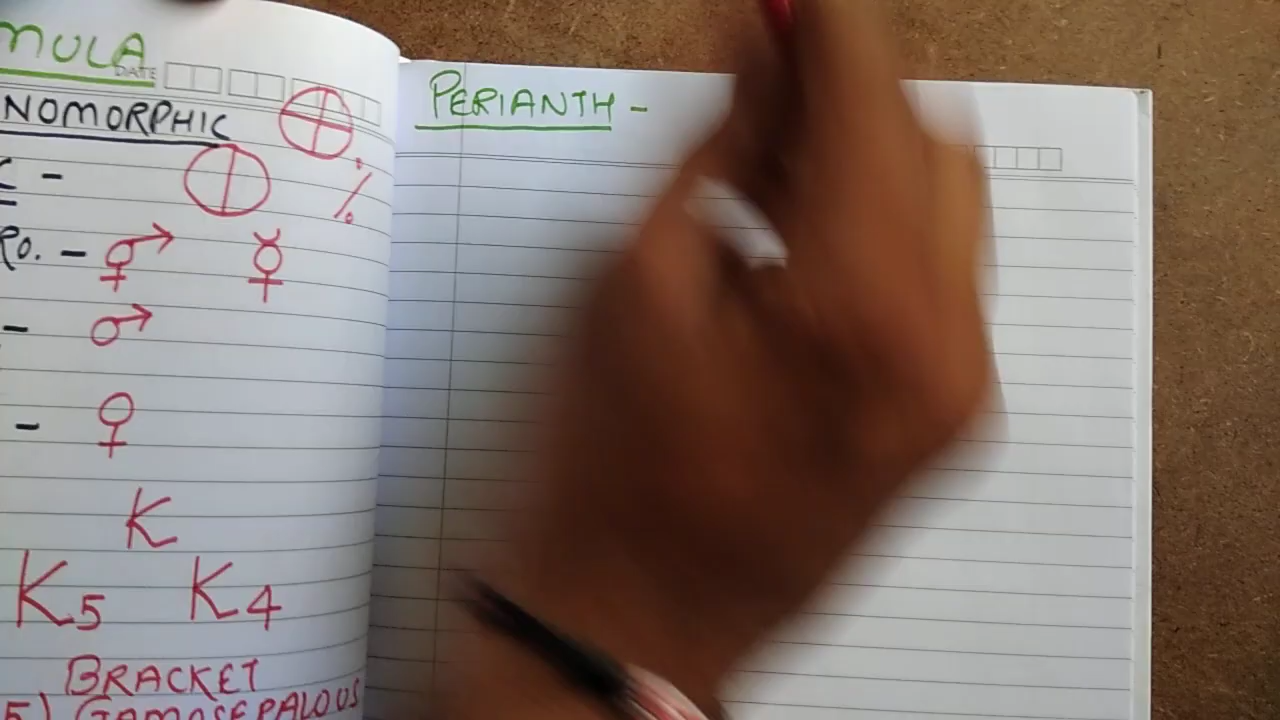 MULA
DATE
NOMORPHIC
C -
RO. - ⚥ ☿
- ♂
- ♀
K
K5 K4
BRACKET
5) GAMOSEPALOUS
PERIANTH -